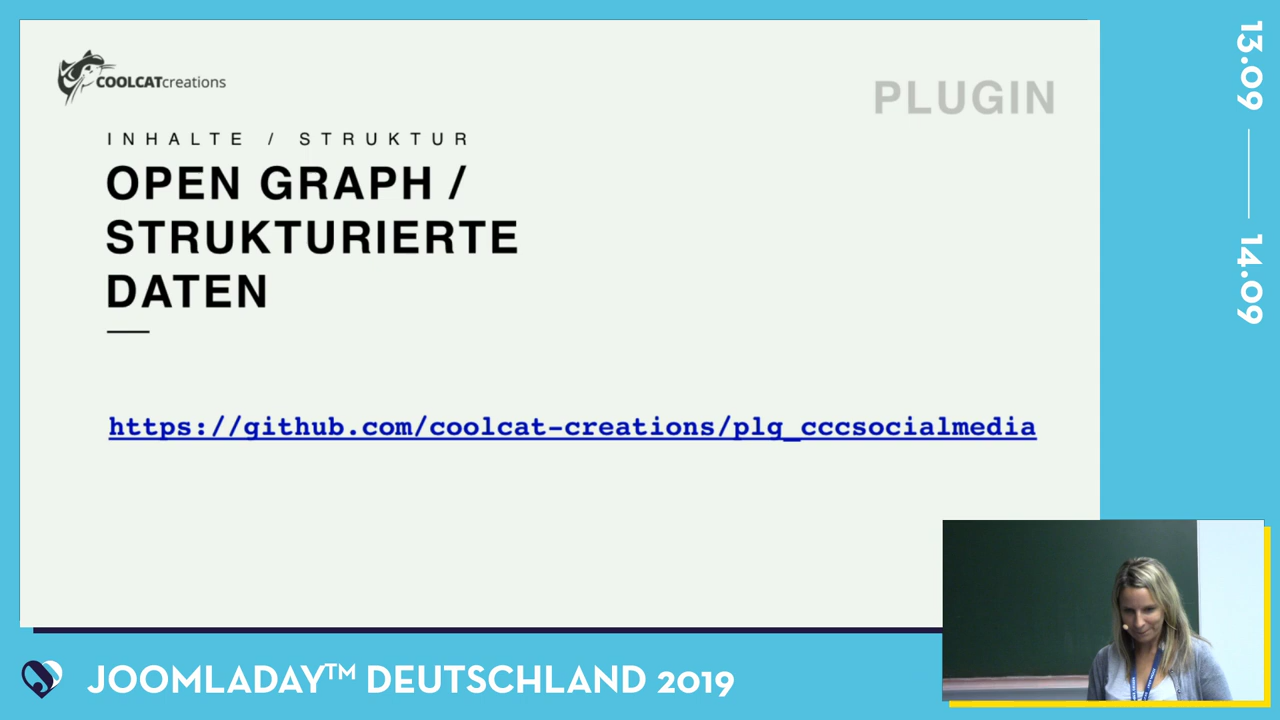 COOLCATcreations
PLUGIN
INHALTE / STRUKTUR
OPEN GRAPH /
STRUKTURIERTE
DATEN
https://github.com/coolcat-creations/plg_cccsocialmedia
13.09
14.09
JOOMLADAY™ DEUTSCHLAND 2019